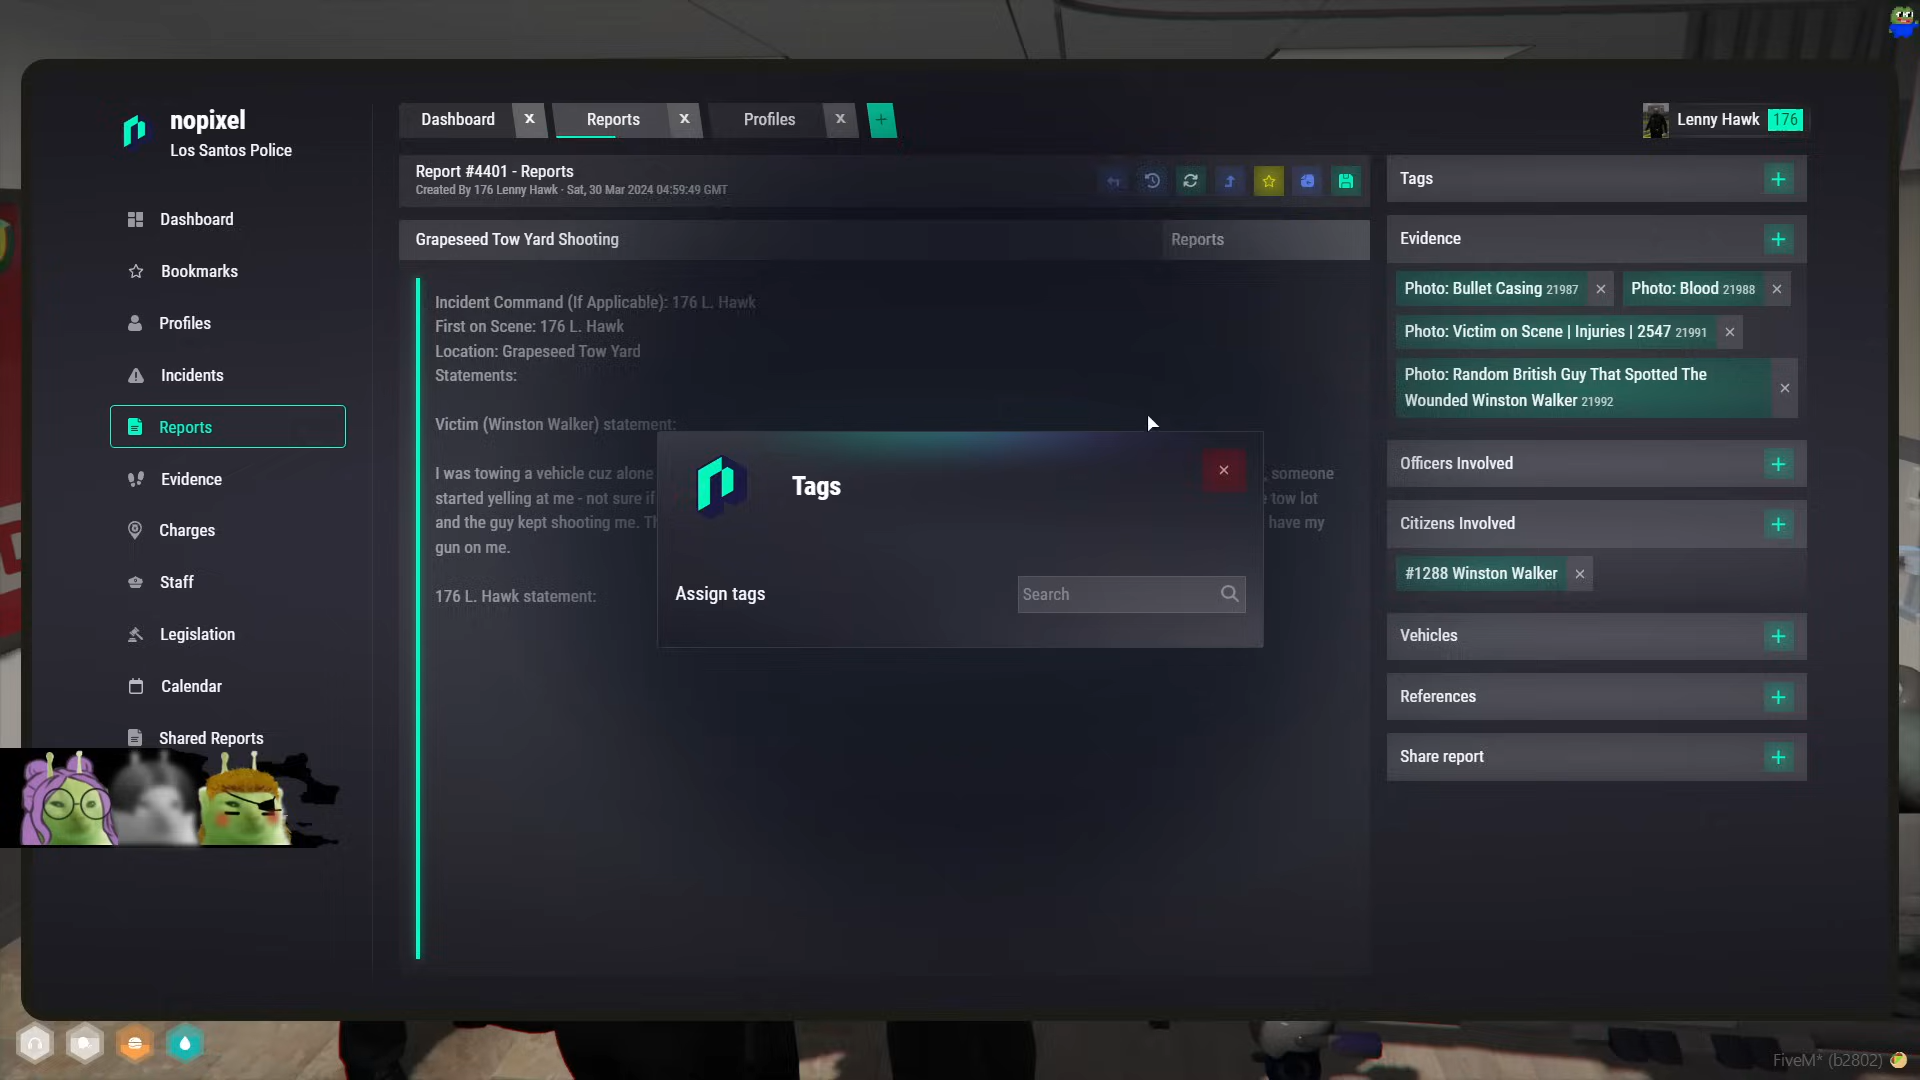 nopixel
Los Santos Police
Dashboard
Bookmarks
Profiles
Incidents
Reports
Evidence
Charges
Staff
Legislation
Calendar
Shared Reports
Dashboard x
Reports x
Profiles x
+
Lenny Hawk 176
Report #4401 - Reports
Created By 176 Lenny Hawk · Sat, 30 Mar 2024 04:59:49 GMT
Grapeseed Tow Yard Shooting
Reports
Incident Command (If Applicable): 176 L. Hawk
First on Scene: 176 L. Hawk
Location: Grapeseed Tow Yard
Statements:
Victim (Winston Walker) statement:
I was towing a vehicle cuz alone someone
started yelling at me - not sure if tow lot
and the guy kept shooting me. have my
gun on me.
176 L. Hawk statement:
Tags
×
Assign tags
Search
Tags +
Evidence +
Photo: Bullet Casing 21987 × Photo: Blood 21988 ×
Photo: Victim on Scene | Injuries | 2547 21991 ×
Photo: Random British Guy That Spotted The
Wounded Winston Walker 21992 ×
Officers Involved +
Citizens Involved +
#1288 Winston Walker ×
Vehicles +
References +
Share report +
FiveM* (b2802)